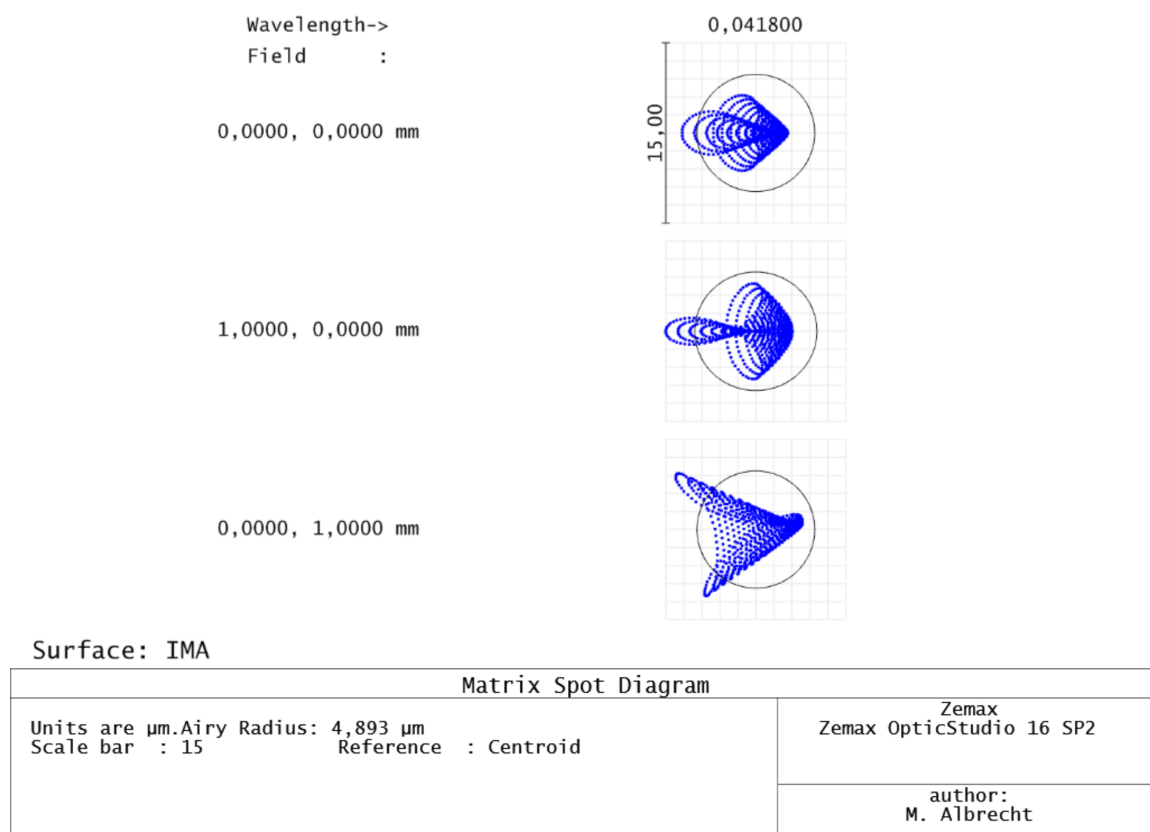 Wavelength-> 0,041800
Field :
15,00
0,0000, 0,0000 mm
1,0000, 0,0000 mm
0,0000, 1,0000 mm
Surface: IMA
Matrix Spot Diagram
Units are µm.Airy Radius: 4,893 µm
Scale bar : 15 Reference : Centroid
Zemax
Zemax OpticStudio 16 SP2
author:
M. Albrecht